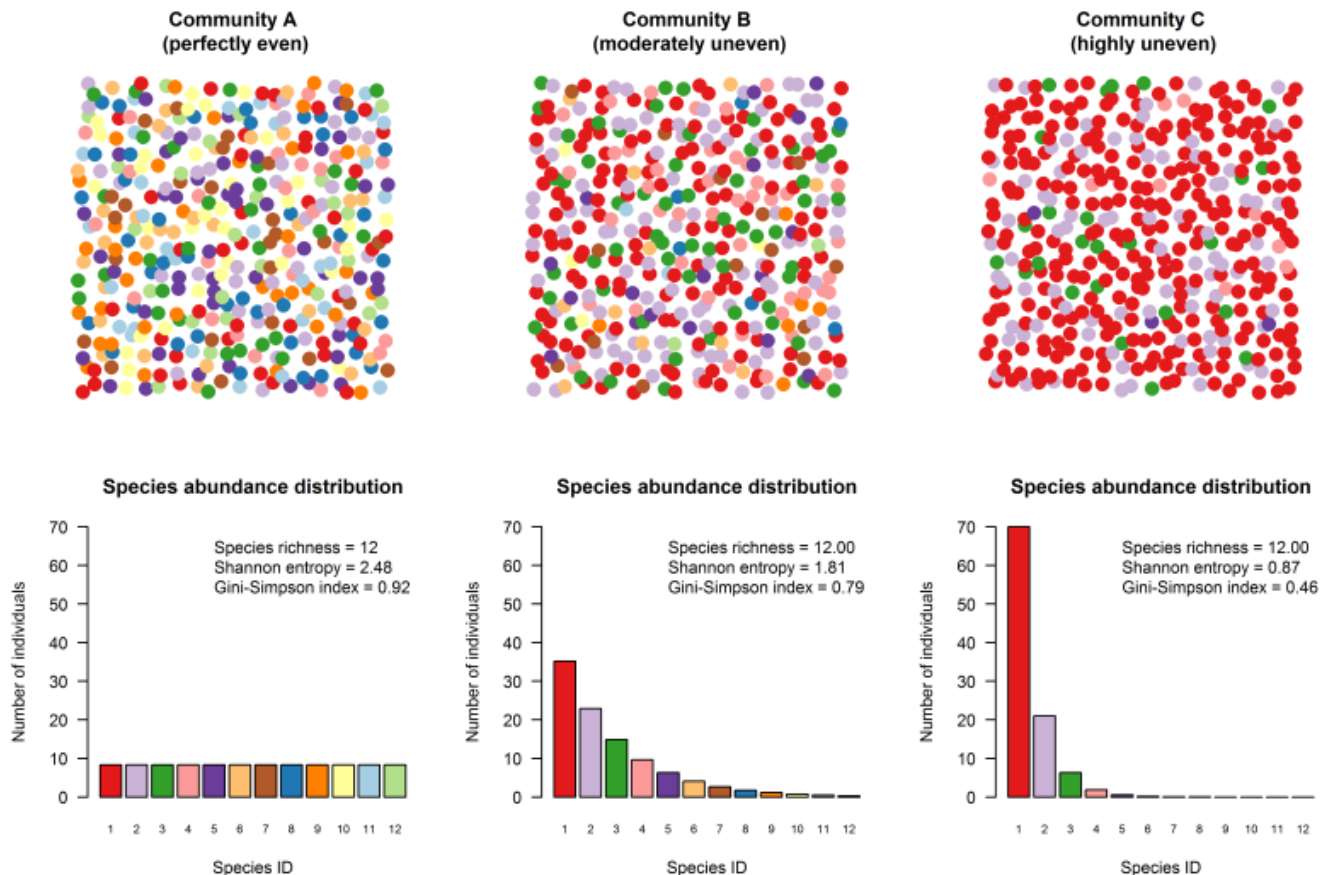 Community A
(perfectly even)
Community B
(moderately uneven)
Community C
(highly uneven)
Species abundance distribution
Species richness = 12
Shannon entropy = 2.48
Gini-Simpson index = 0.92
Number of individuals
70
60
50
40
30
20
10
0
1 2 3 4 5 6 7 8 9 10 11 12
Species ID
Species abundance distribution
Species richness = 12.00
Shannon entropy = 1.81
Gini-Simpson index = 0.79
Number of individuals
70
60
50
40
30
20
10
0
1 2 3 4 5 6 7 8 9 10 11 12
Species ID
Species abundance distribution
Species richness = 12.00
Shannon entropy = 0.87
Gini-Simpson index = 0.46
Number of individuals
70
60
50
40
30
20
10
0
1 2 3 4 5 6 7 8 9 10 11 12
Species ID